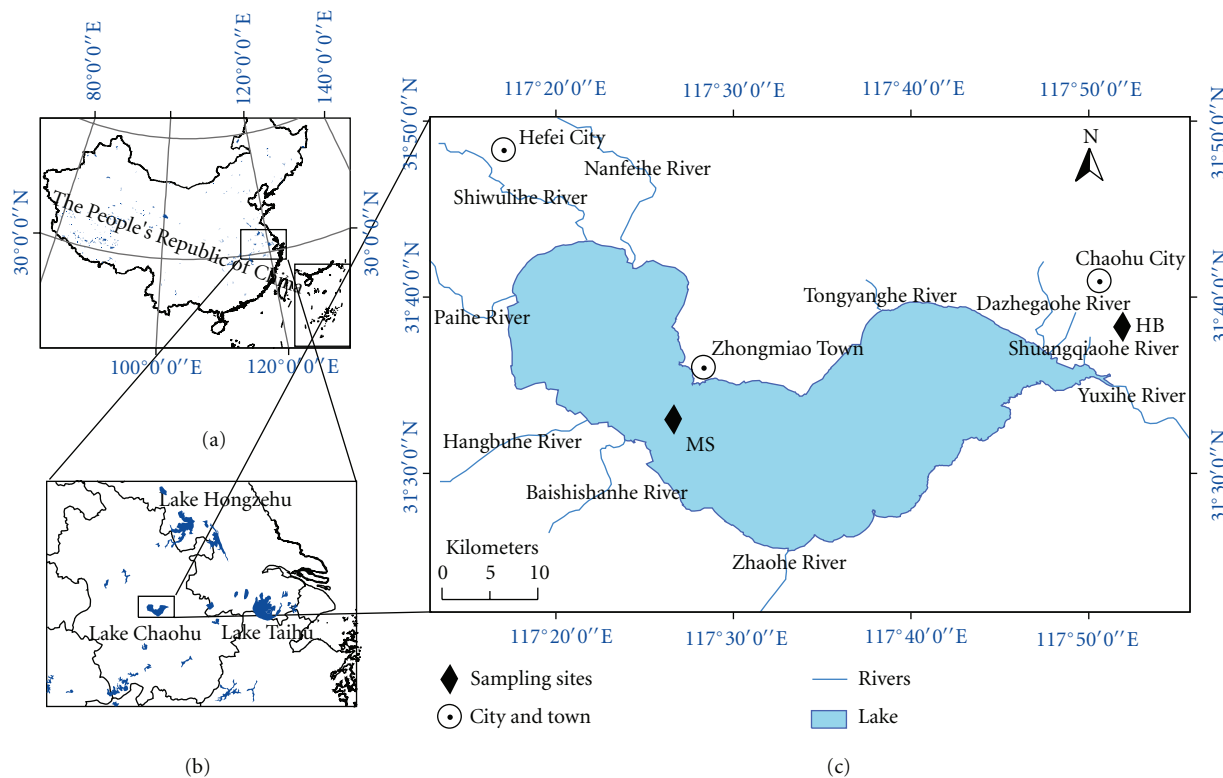 80°0′0″E
120°0′0″E
140°0′0″E
30°0′0″N
30°0′0″N
The People's Republic of China
100°0′0″E
120°0′0″E
(a)
Lake Hongzehu
Lake Chaohu
Lake Taihu
(b)
117°20′0″E
117°30′0″E
117°40′0″E
117°50′0″E
31°50′0″N
31°50′0″N
Hefei City
Nanfeihe River
N
Shiwulihe River
Chaohu City
31°40′0″N
31°40′0″N
Tongyanghe River
Dazhegaohe River
Paihe River
HB
Shuangqiaohe River
Zhongmiao Town
Yuxihe River
Hangbuhe River
MS
31°30′0″N
31°30′0″N
Baishishanhe River
Kilometers
0 6 10
Zhaohe River
117°20′0″E
117°30′0″E
117°40′0″E
117°50′0″E
Sampling sites
Rivers
City and town
Lake
(c)